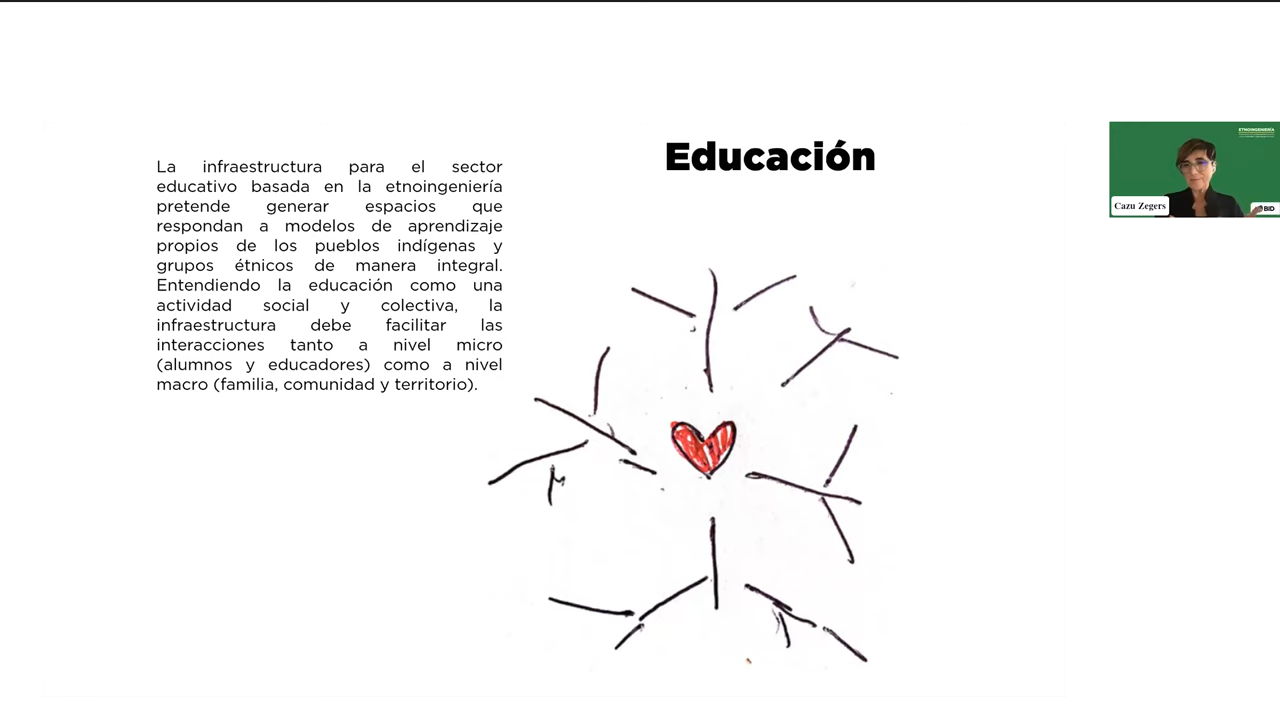 Educación
La infraestructura para el sector
educativo basada en la etnoingeniería
pretende generar espacios que
respondan a modelos de aprendizaje
propios de los pueblos indígenas y
grupos étnicos de manera integral.
Entendiendo la educación como una
actividad social y colectiva, la
infraestructura debe facilitar las
interacciones tanto a nivel micro
(alumnos y educadores) como a nivel
macro (familia, comunidad y territorio).
ETNOINGENIERÍA
Cazu Zegers
BID